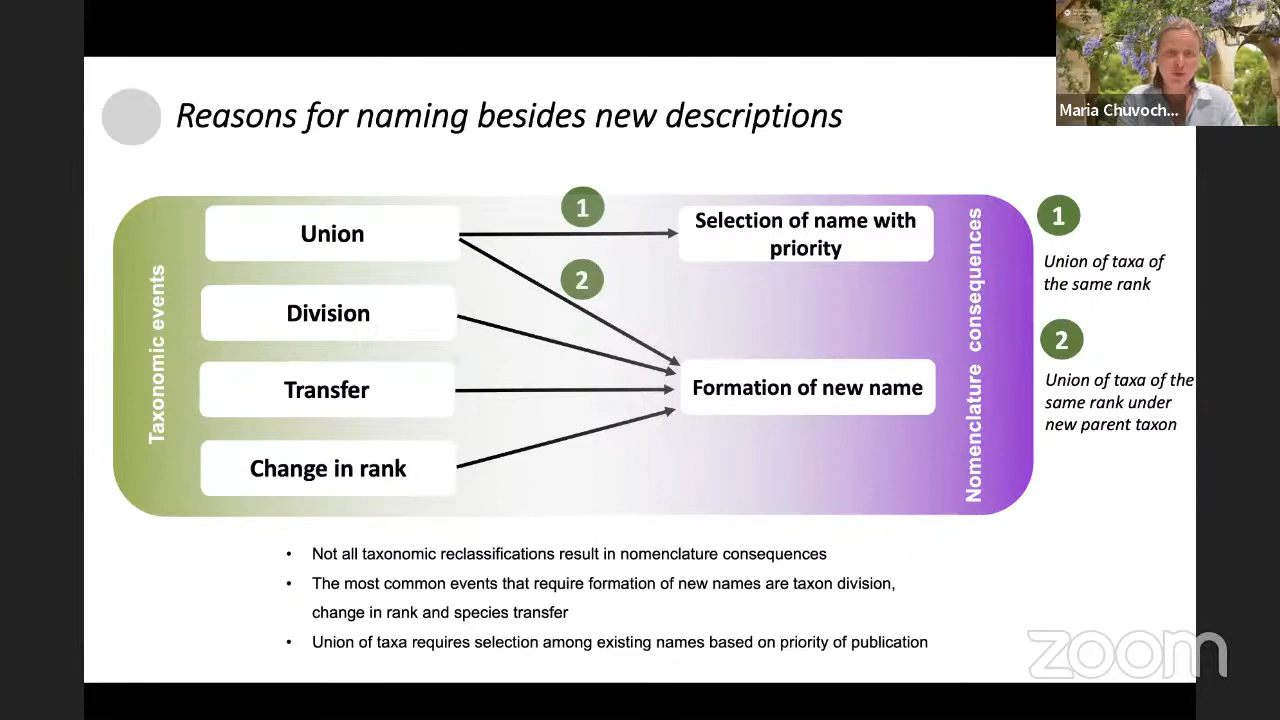 Reasons for naming besides new descriptions
Maria Chuvoch...
Taxonomic events
Union
Division
Transfer
Change in rank
1
2
Selection of name with
priority
Formation of new name
Nomenclature consequences
1
Union of taxa of
the same rank
2
Union of taxa of the
same rank under
new parent taxon
• Not all taxonomic reclassifications result in nomenclature consequences
• The most common events that require formation of new names are taxon division,
change in rank and species transfer
• Union of taxa requires selection among existing names based on priority of publication
zoom